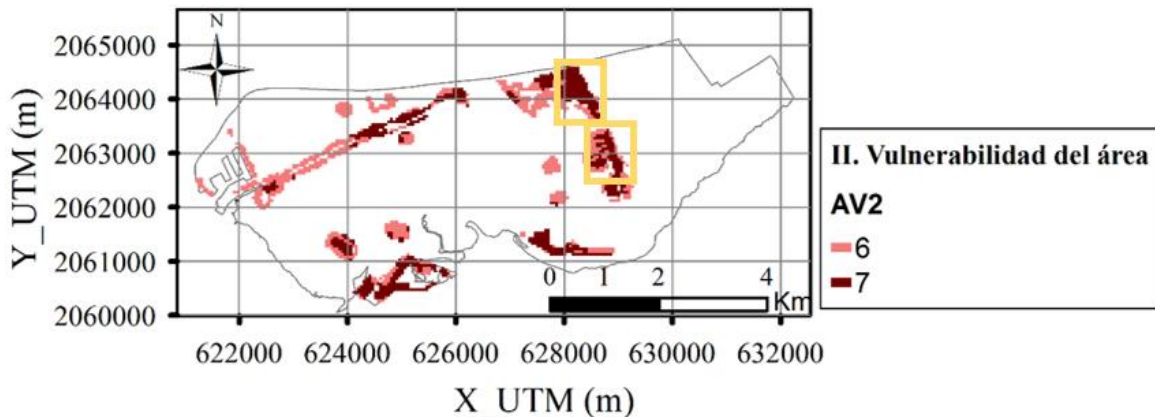 N
2065000
2064000
2063000
2062000
2061000
2060000
Y_UTM (m)
0 1 2 4
Km
622000 624000 626000 628000 630000 632000
X_UTM (m)
II. Vulnerabilidad del área
AV2
6
7